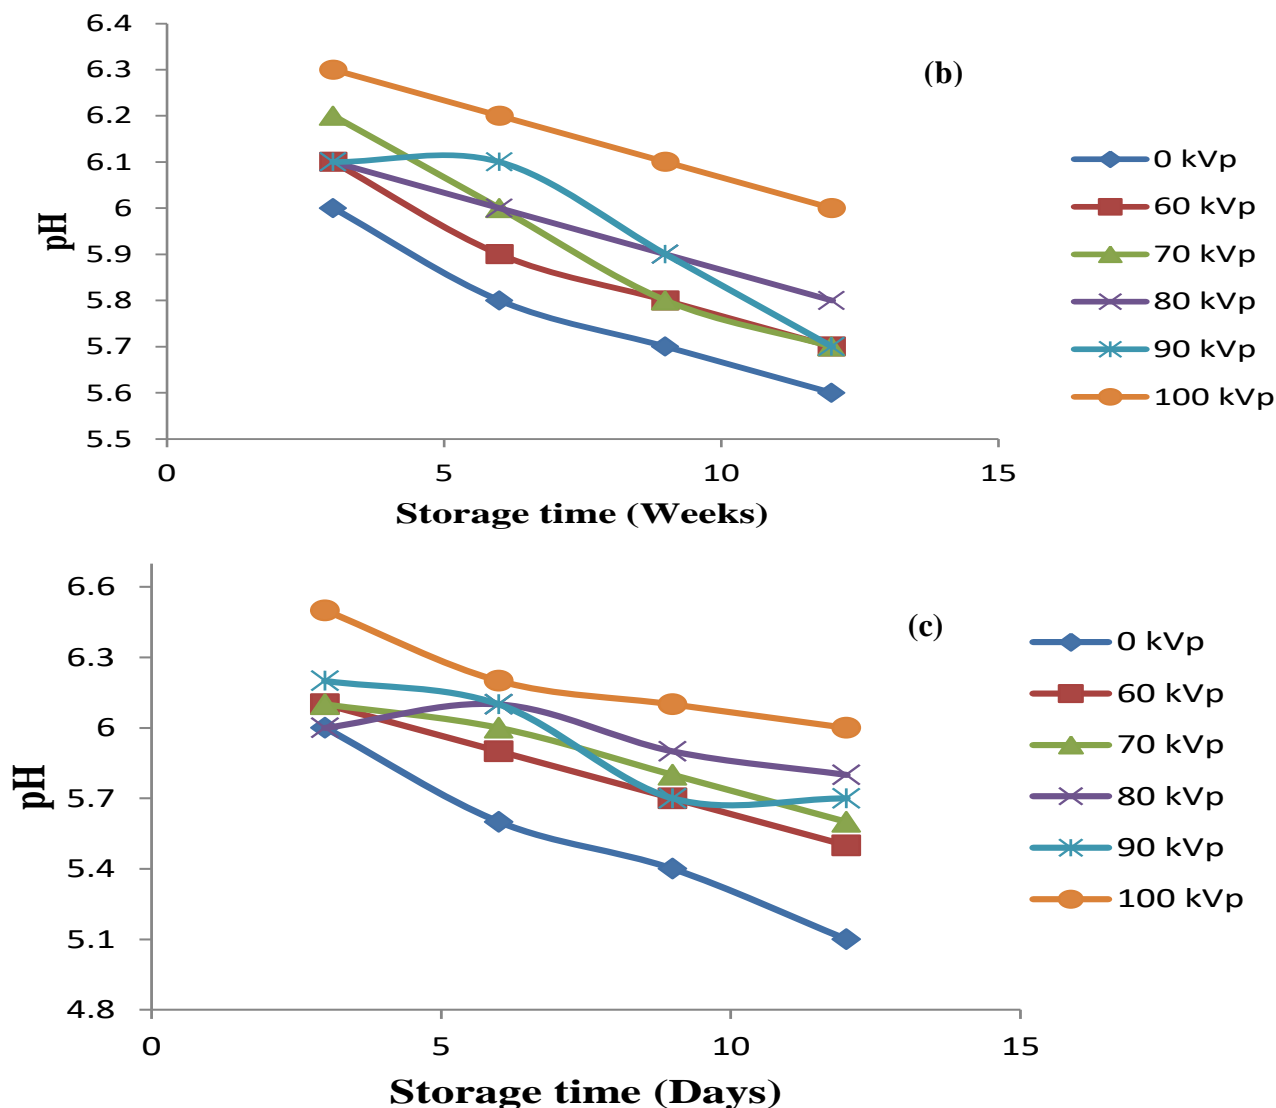 6.4
6.3
6.2
6.1
6
5.9
5.8
5.7
5.6
5.5
pH
0 5 10 15
Storage time (Weeks)
(b)
0 kVp
60 kVp
70 kVp
80 kVp
90 kVp
100 kVp
6.6
6.3
6
5.7
5.4
5.1
4.8
pH
0 5 10 15
Storage time (Days)
(c)
0 kVp
60 kVp
70 kVp
80 kVp
90 kVp
100 kVp